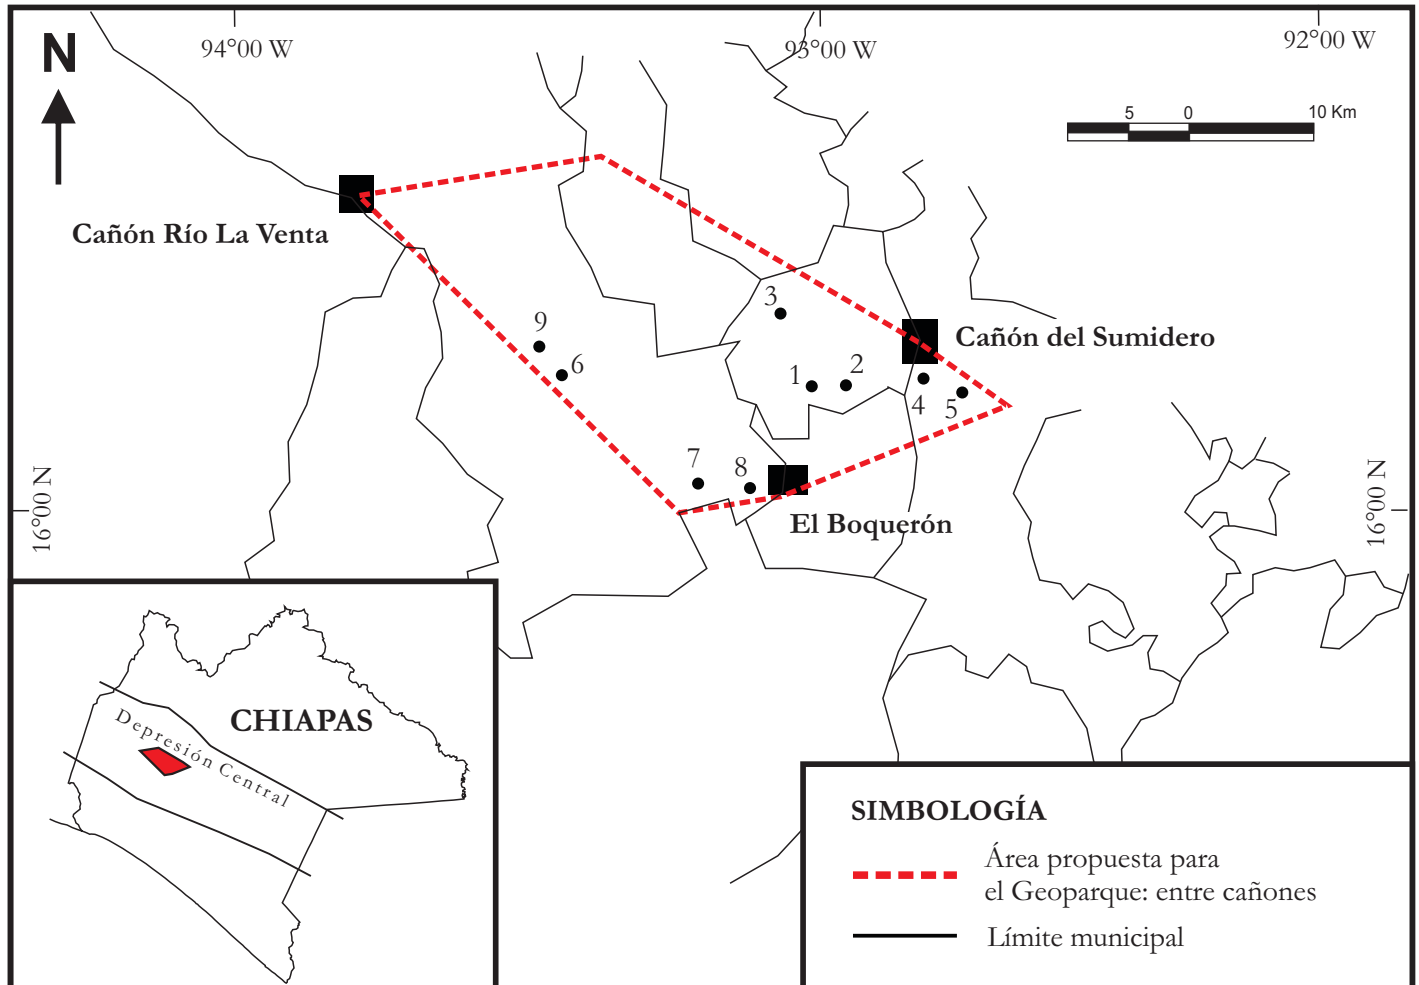 94°00 W
93°00 W
92°00 W
N
5 0 10 Km
Cañón Río La Venta
3
Cañón del Sumidero
9
6
1
2
4
5
7
8
El Boquerón
16°00 N
16°00 N
CHIAPAS
Depresión Central
SIMBOLOGÍA
Área propuesta para
el Geoparque: entre cañones
Límite municipal